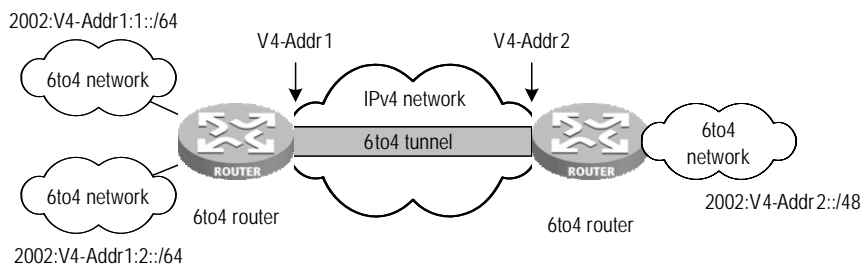 2002:V4-Addr1:1::/64
V4-Addr1
V4-Addr2
6to4 network
IPv4 network
6to4 tunnel
ROUTER
ROUTER
6to4
network
6to4 network
6to4 router
6to4 router
2002:V4-Addr2::/48
2002:V4-Addr1:2::/64